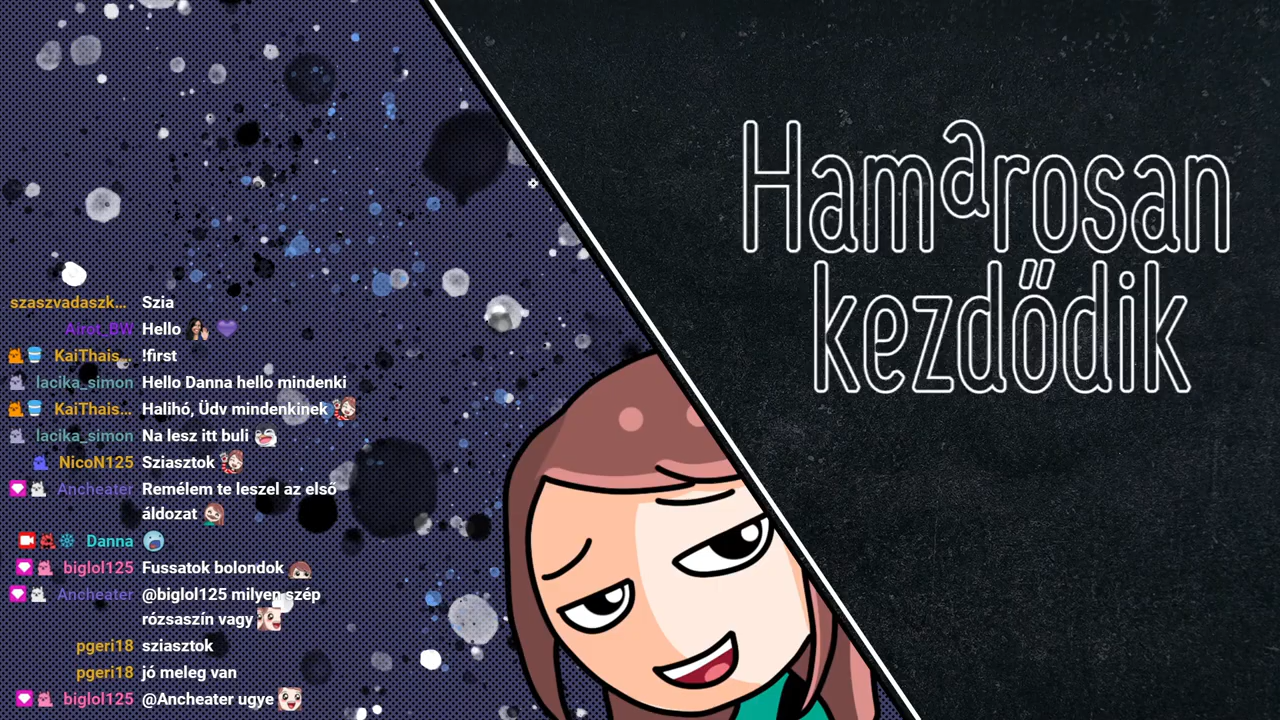 Hamarosan
kezdődik
szaszvadaszk... Szia
Airot_BW Hello
KaiThais... !first
lacika_simon Hello Danna hello mindenki
KaiThais... Halihó, Üdv mindenkinek
lacika_simon Na lesz itt buli
NicoN125 Sziasztok
Ancheater Remélem te leszel az első
áldozat
Danna
biglol125 Fussatok bolondok
Ancheater @biglol125 milyen szép
rózsaszín vagy
pgeri18 sziasztok
pgeri18 jó meleg van
biglol125 @Ancheater ugye